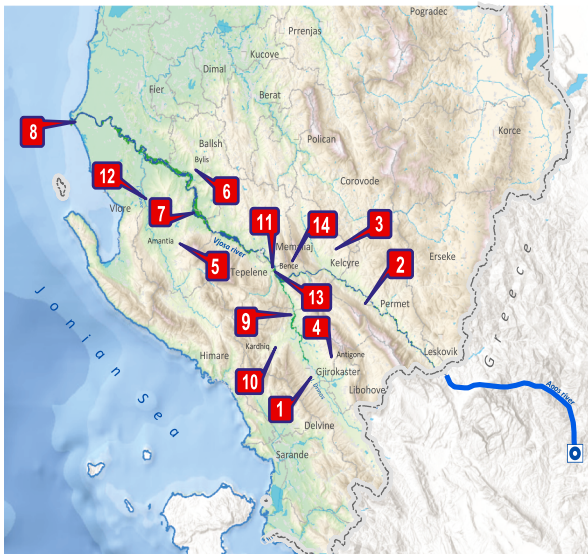 Pogradec
Prrenjas
Kucove
Dimal
Fier
Berat
Korce
Polican
8
Ballsh
Bylis
Corovode
12
6
Vlore
7
11
14
3
Memaliaj
Amantia
5
Vjosa river
Bence
Kelcyre
Erseke
2
Tepelene
13
Permet
9
4
Greece
Leskovik
Kardhiq
Antigone
Himare
10
Gjirokaster
Libohove
1
Drinos
Aoos river
Ionian Sea
Delvine
Sarande